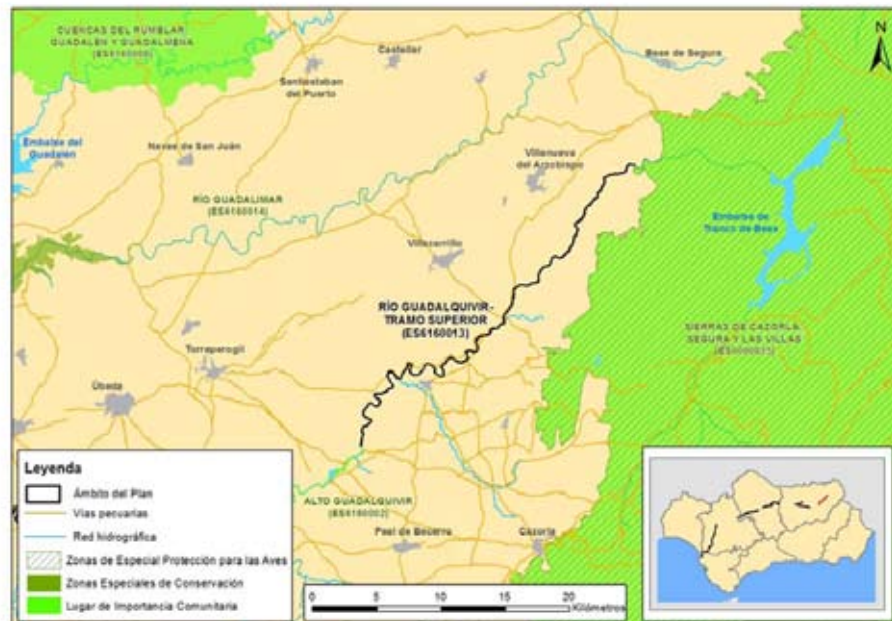 CUENCAS DEL RUMBLAR,
GUADALÉN Y GUADALMENA
(ES6160008)
Castellar
Santisteban
del Puerto
Beas de Segura
N
Embalse del
Guadalén
Navas de San Juan
Villanueva
del Arzobispo
RÍO GUADALIMAR
(ES6160014)
Embalse de
Tranco de Beas
Villacarrillo
RÍO GUADALQUIVIR-
TRAMO SUPERIOR
(ES6160013)
SIERRAS DE CAZORLA,
SEGURA Y LAS VILLAS
(ES0000035)
Torreperogil
Úbeda
ALTO GUADALQUIVIR
(ES6160002)
Peal de Becerro
Cazorla
Leyenda
Ámbito del Plan
Vías pecuarias
Red hidrográfica
Zonas de Especial Protección para las Aves
Zonas Especiales de Conservación
Lugar de Importancia Comunitaria
0 5 10 15 20
Kilómetros